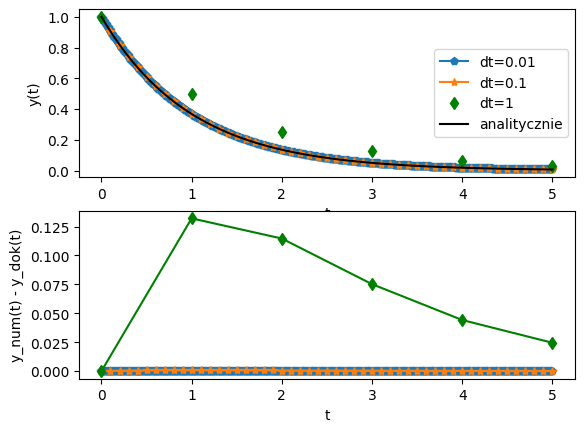 1.0
0.8
0.6
0.4
0.2
0.0
y(t)
dt=0.01
dt=0.1
dt=1
analitycznie
0 1 2 3 4 5
0.125
0.100
0.075
0.050
0.025
0.000
y_num(t) - y_dok(t)
0 1 2 3 4 5
t